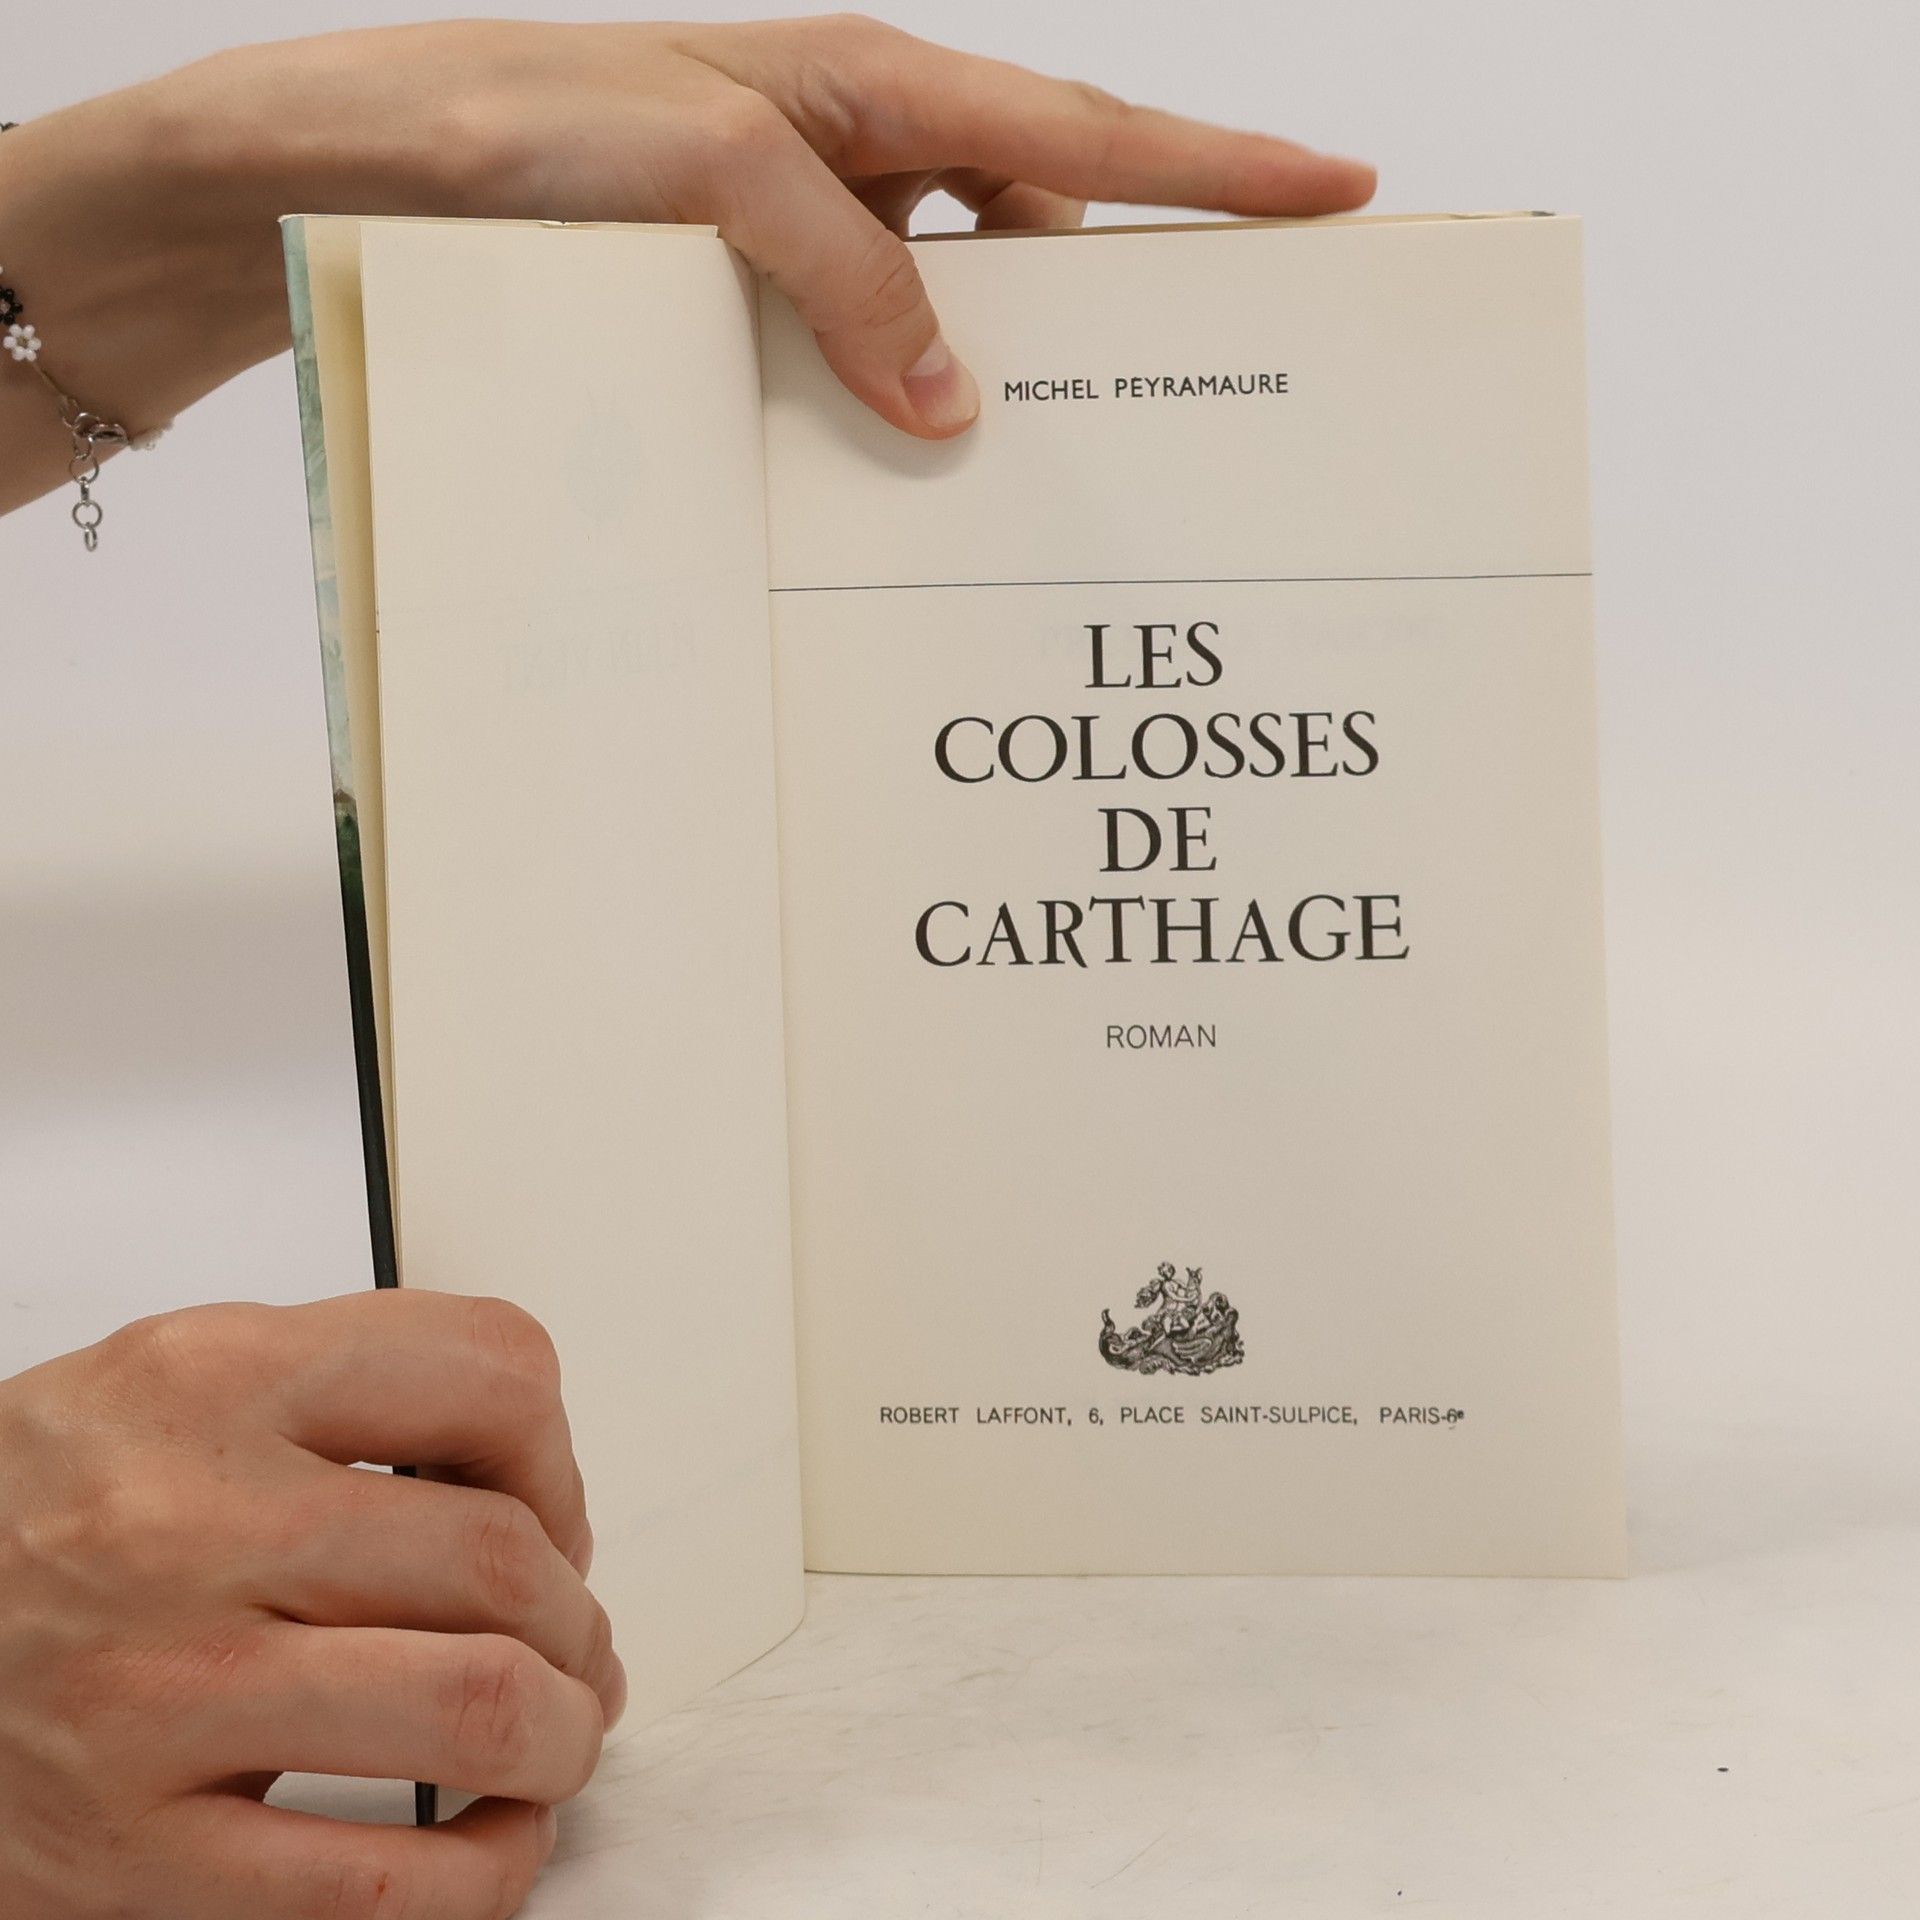 MICHEL PEYRAMAURE
LES
COLOSSES
DE
CARTHAGE
ROMAN
ROBERT LAFFONT, 6, PLACE SAINT-SULPICE, PARIS-6e